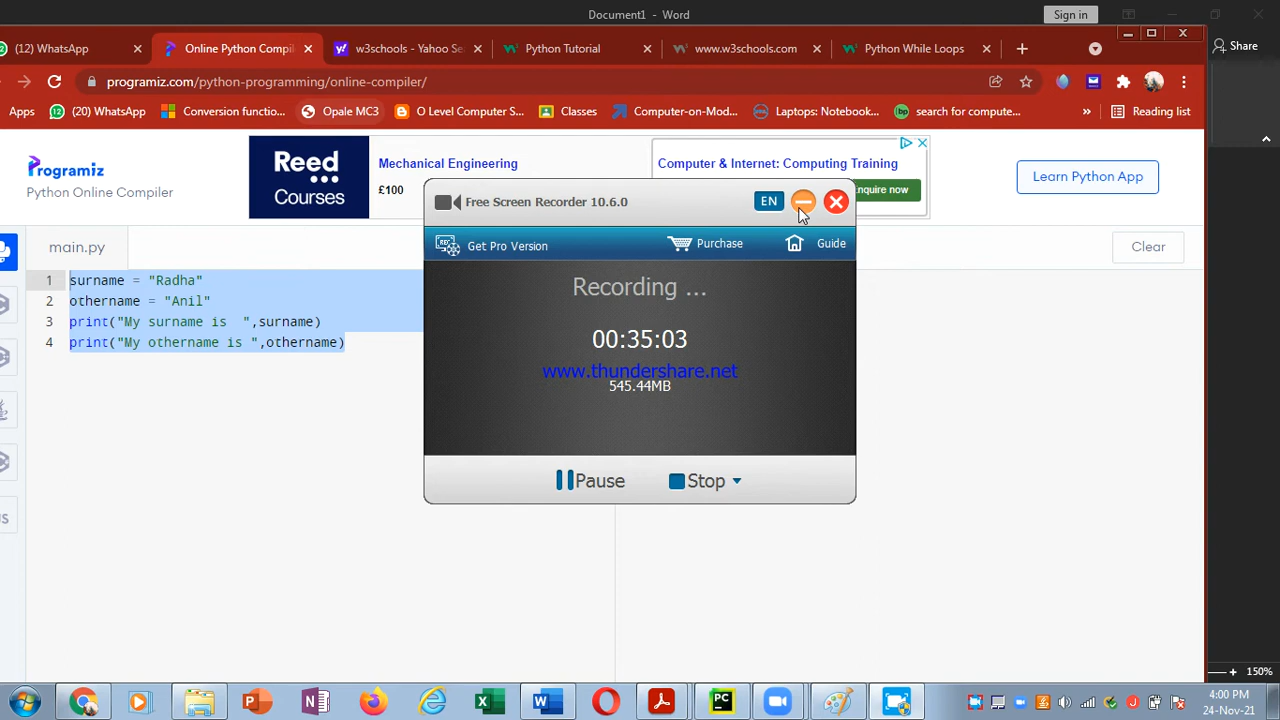 Document1 - Word
Sign in
Share
(12) WhatsApp
Online Python Compil
w3schools - Yahoo Se
Python Tutorial
www.w3schools.com
Python While Loops
programiz.com/python-programming/online-compiler/
Apps
(20) WhatsApp
Conversion functio...
Opale MC3
O Level Computer S...
Classes
Computer-on-Mod...
Laptops: Notebook...
search for compute...
Reading list
Programiz
Python Online Compiler
Reed
Courses
Mechanical Engineering
£100
Computer & Internet: Computing Training
nquire now
Learn Python App
Free Screen Recorder 10.6.0
EN
Get Pro Version
Purchase
Guide
main.py
Clear
1 surname = "Radha"
2 othername = "Anil"
3 print("My surname is  ",surname)
4 print("My othername is ",othername)
Recording ...
00:35:03
www.thundershare.net
545.44MB
Pause
Stop
150%
4:00 PM
24-Nov-21